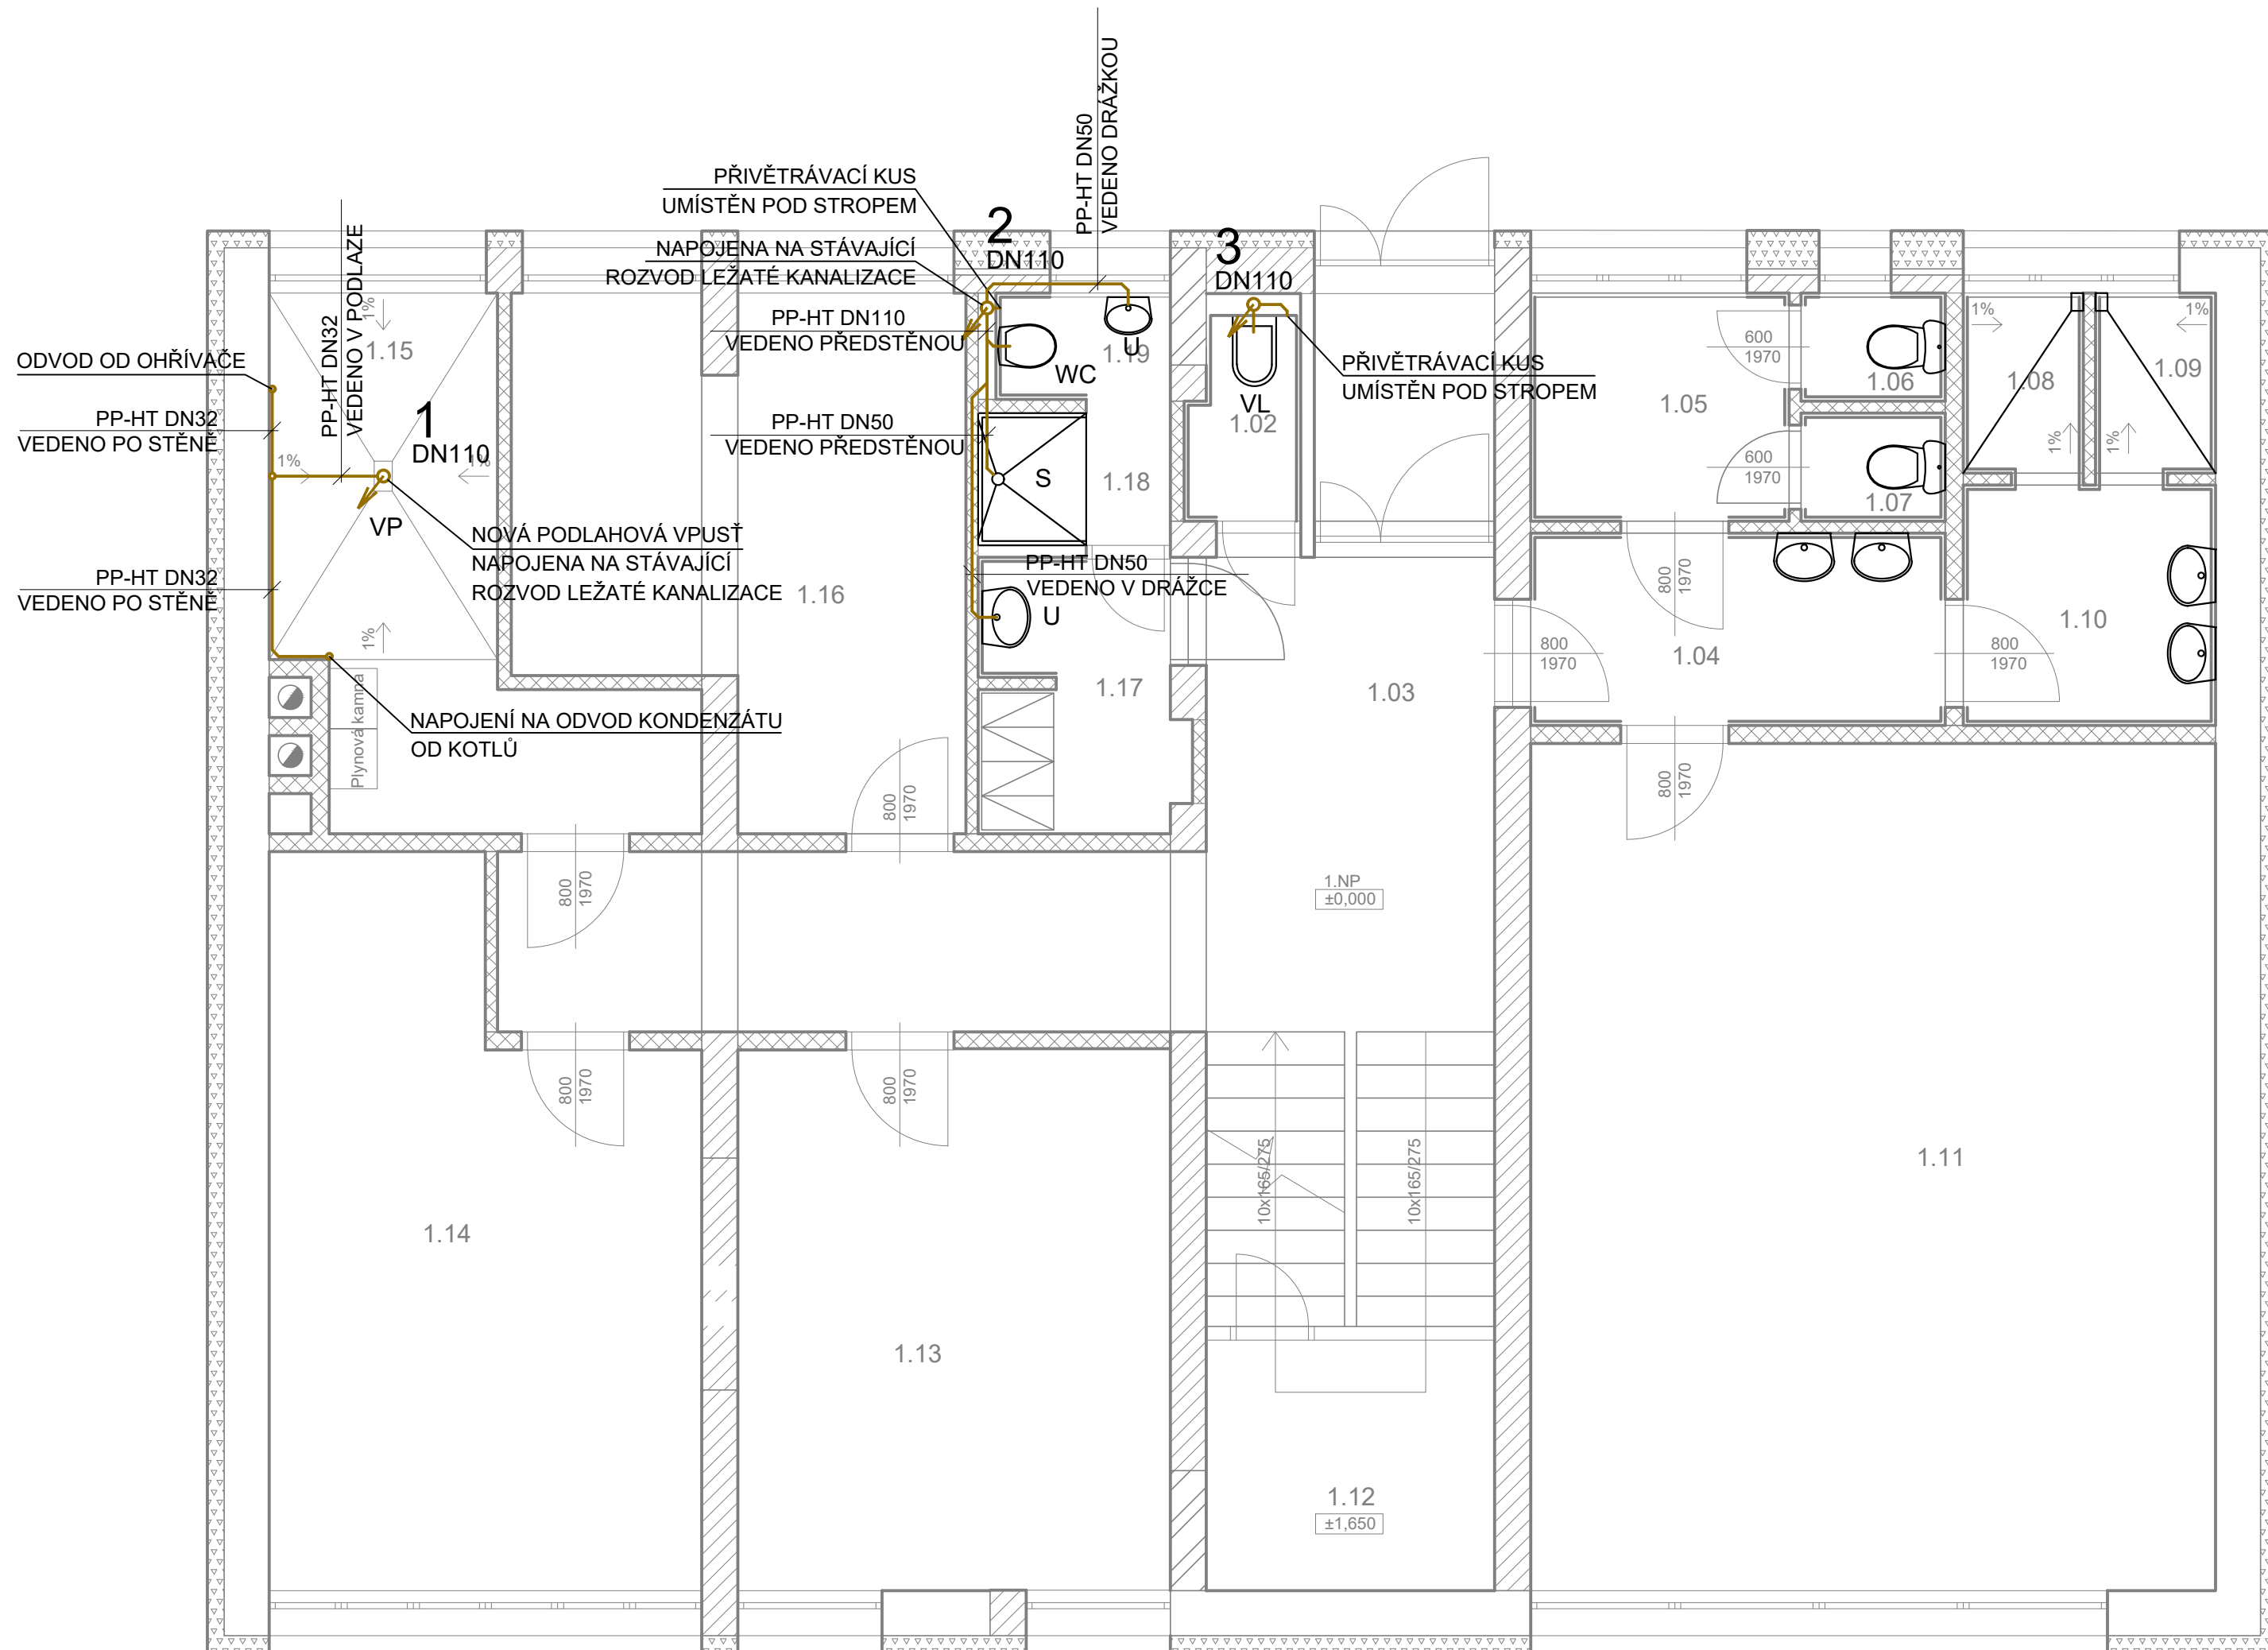 PP-HT DN50
VEDENO DRÁŽKOU
PŘIVĚTRÁVACÍ KUS
UMÍSTĚN POD STROPEM
NAPOJENA NA STÁVAJÍCÍ
ROZVOD LEŽATÉ KANALIZACE
2
DN110
3
DN110
PP-HT DN110
VEDENO PŘEDSTĚNOU
PP-HT DN32
VEDENO V PODLAZE
1%
1.15
ODVOD OD OHŘÍVAČE
PP-HT DN32
VEDENO PO STĚNĚ
1
DN110
1%
1%
VP
NOVÁ PODLAHOVÁ VPUSŤ
NAPOJENA NA STÁVAJÍCÍ
ROZVOD LEŽATÉ KANALIZACE
PP-HT DN32
VEDENO PO STĚNĚ
1%
Plynová kamna
NAPOJENÍ NA ODVOD KONDENZÁTU
OD KOTLŮ
PP-HT DN50
VEDENO PŘEDSTĚNOU
WC
U
1.19
S
1.18
PP-HT DN50
VEDENO V DRÁŽCE
U
1.16
1.17
VL
1.02
PŘIVĚTRÁVACÍ KUS
UMÍSTĚN POD STROPEM
1.05
600
1970
1.06
600
1970
1.07
1%
1.08
1%
1%
1.09
1%
800
1970
1.10
1.04
800
1970
800
1970
1.03
800
1970
800
1970
800
1970
1.NP
±0,000
800
1970
800
1970
10x165/275
10x165/275
1.11
1.14
1.13
1.12
±1,650